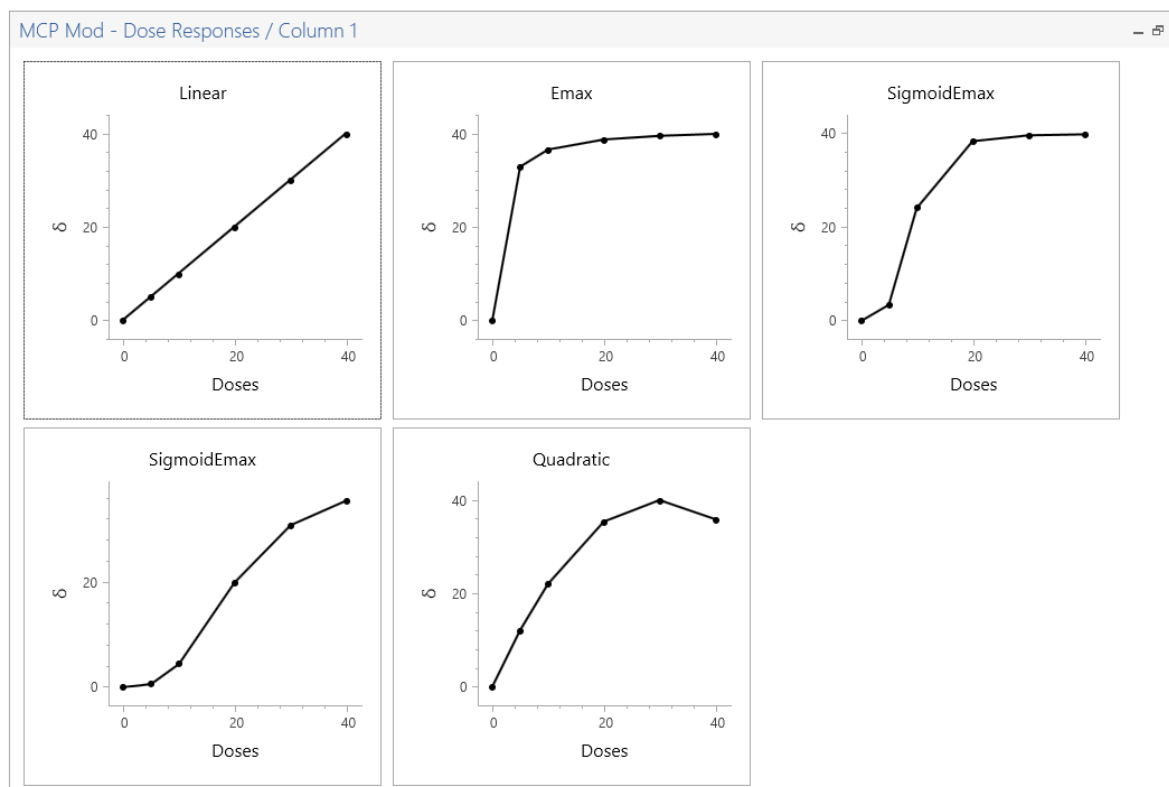 MCP Mod - Dose Responses / Column 1
Linear
40
20
0
δ
0 20 40
Doses
Emax
40
20
0
δ
0 20 40
Doses
SigmoidEmax
40
20
0
δ
0 20 40
Doses
SigmoidEmax
20
0
δ
0 20 40
Doses
Quadratic
40
20
0
δ
0 20 40
Doses